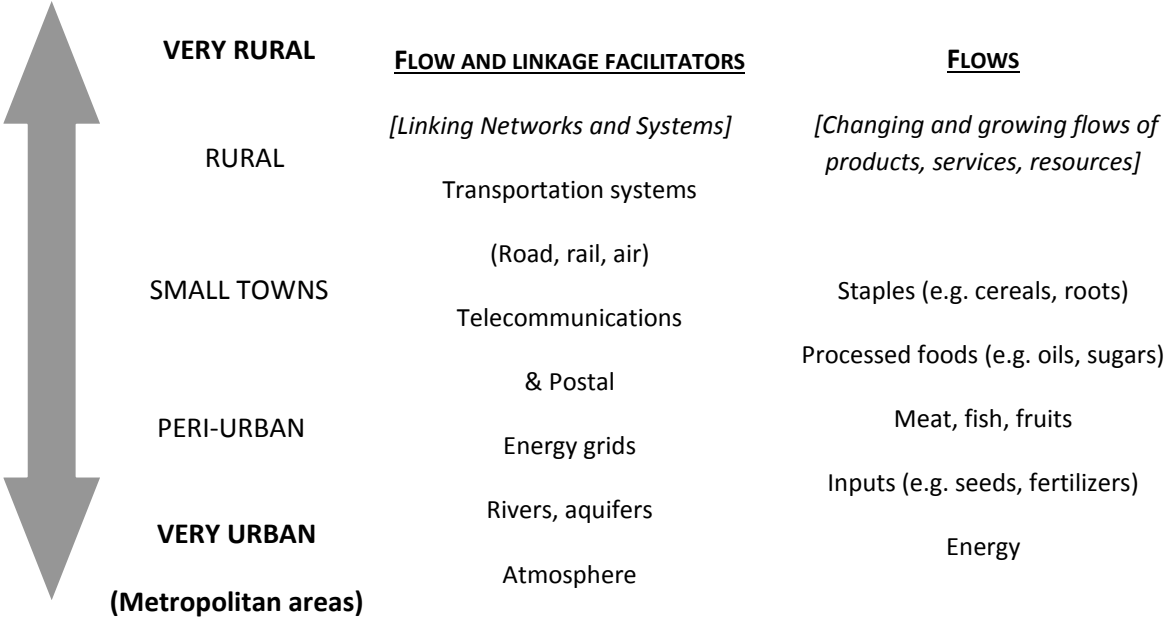 VERY RURAL
RURAL
SMALL TOWNS
PERI-URBAN
VERY URBAN
(Metropolitan areas)
FLOW AND LINKAGE FACILITATORS
[Linking Networks and Systems]
Transportation systems
(Road, rail, air)
Telecommunications
& Postal
Energy grids
Rivers, aquifers
Atmosphere
FLOWS
[Changing and growing flows of
products, services, resources]
Staples (e.g. cereals, roots)
Processed foods (e.g. oils, sugars)
Meat, fish, fruits
Inputs (e.g. seeds, fertilizers)
Energy